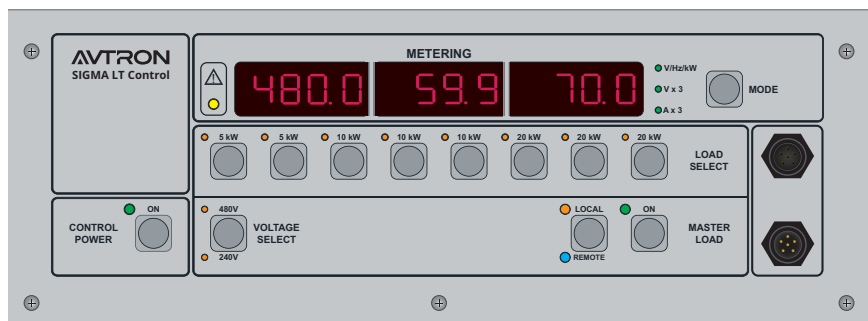 AVTRON
SIGMA LT Control
METERING
480.0 59.9 70.0
V/Hz/kW
V x 3
A x 3
MODE
5 kW 5 kW 10 kW 10 kW 10 kW 20 kW 20 kW 20 kW
LOAD
SELECT
CONTROL
POWER
ON
480V
240V
VOLTAGE
SELECT
LOCAL
REMOTE
ON
MASTER
LOAD